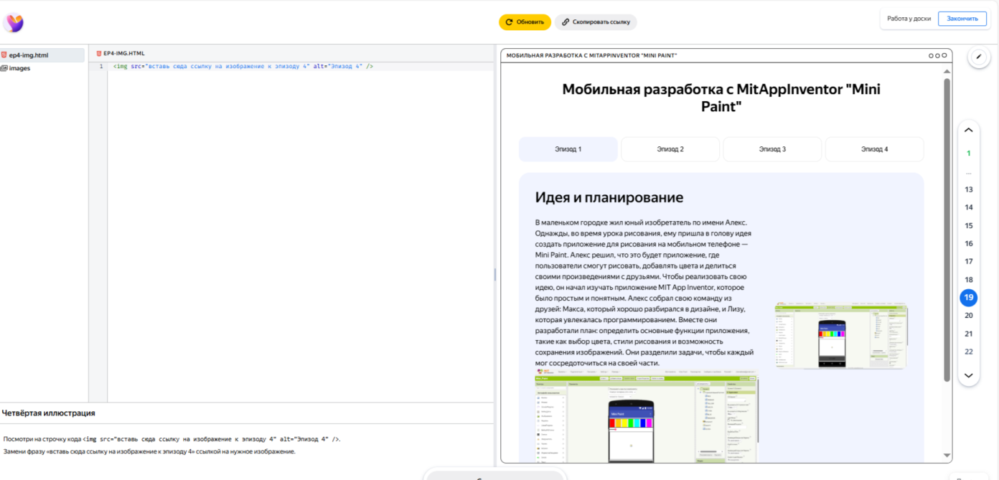 Обновить
Скопировать ссылку
Работа у доски
Закончить
ep4-img.html
images
EP4-IMG.HTML
1 <img src="вставь сюда ссылку на изображение к эпизоду 4" alt="Эпизод 4" />
Четвёртая иллюстрация
Посмотри на строчку кода <img src="вставь сюда ссылку на изображение к эпизоду 4" alt="Эпизод 4" />.
Замени фразу «вставь сюда ссылку на изображение к эпизоду 4» ссылкой на нужное изображение.
МОБИЛЬНАЯ РАЗРАБОТКА С MITAPPINVENTOR "MINI PAINT"
Мобильная разработка с MitAppInventor "Mini
Paint"
Эпизод 1
Эпизод 2
Эпизод 3
Эпизод 4
Идея и планирование
В маленьком городке жил юный изобретатель по имени Алекс.
Однажды, во время урока рисования, ему пришла в голову идея
создать приложение для рисования на мобильном телефоне —
Mini Paint. Алекс решил, что это будет приложение, где
пользователи смогут рисовать, добавлять цвета и делиться
своими произведениями с друзьями. Чтобы реализовать свою
идею, он начал изучать приложение MIT App Inventor, которое
было простым и понятным. Алекс собрал свою команду из
друзей: Макса, который хорошо разбирался в дизайне, и Лизу,
которая увлекалась программированием. Вместе они
разработали план: определить основные функции приложения,
такие как выбор цвета, стили рисования и возможность
сохранения изображений. Они разделили задачи, чтобы каждый
мог сосредоточиться на своей части.
Mini Paint
1
...
13
14
15
16
17
18
19
20
21
22